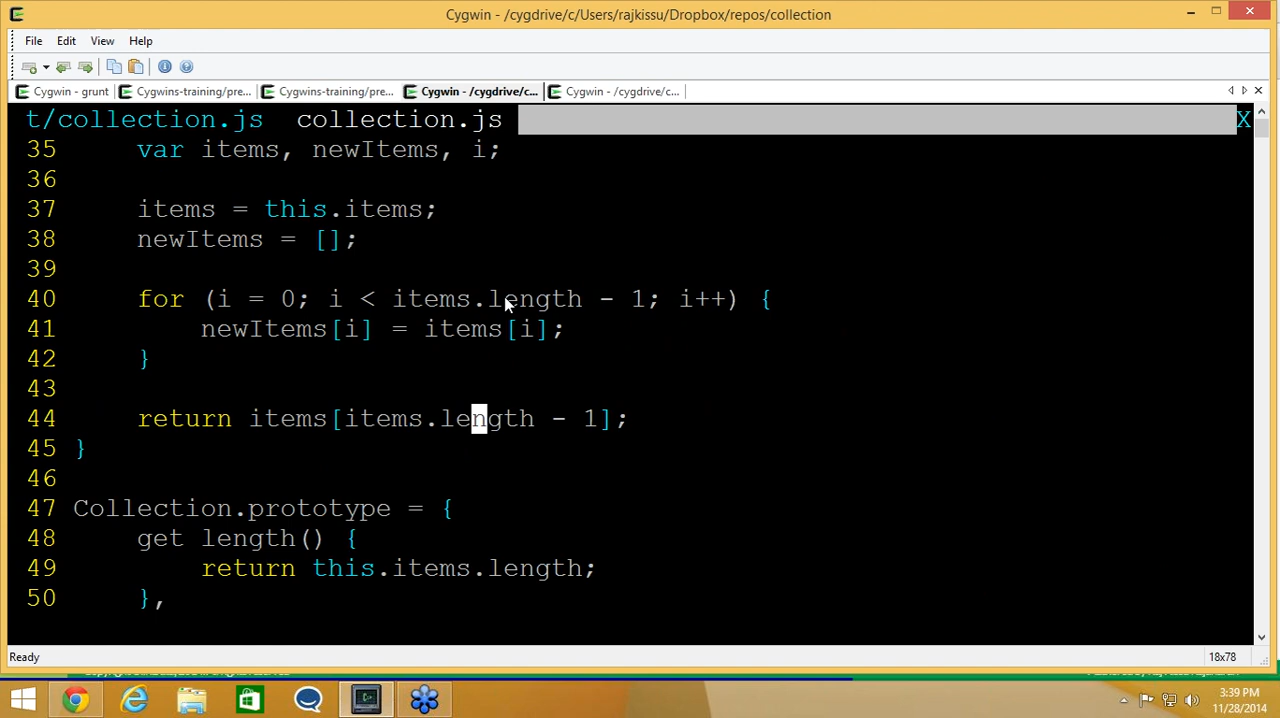 Cygwin - /cygdrive/c/Users/rajkissu/Dropbox/repos/collection
File Edit View Help
Cygwin - grunt Cygwins-training/pre... Cygwins-training/pre... Cygwin - /cygdrive/c... Cygwin - /cygdrive/c...
t/collection.js collection.js X
35 var items, newItems, i;
36
37 items = this.items;
38 newItems = [];
39
40 for (i = 0; i < items.length - 1; i++) {
41 newItems[i] = items[i];
42 }
43
44 return items[items.length - 1];
45 }
46
47 Collection.prototype = {
48 get length() {
49 return this.items.length;
50 },
Ready 18x78
3:39 PM
11/28/2014